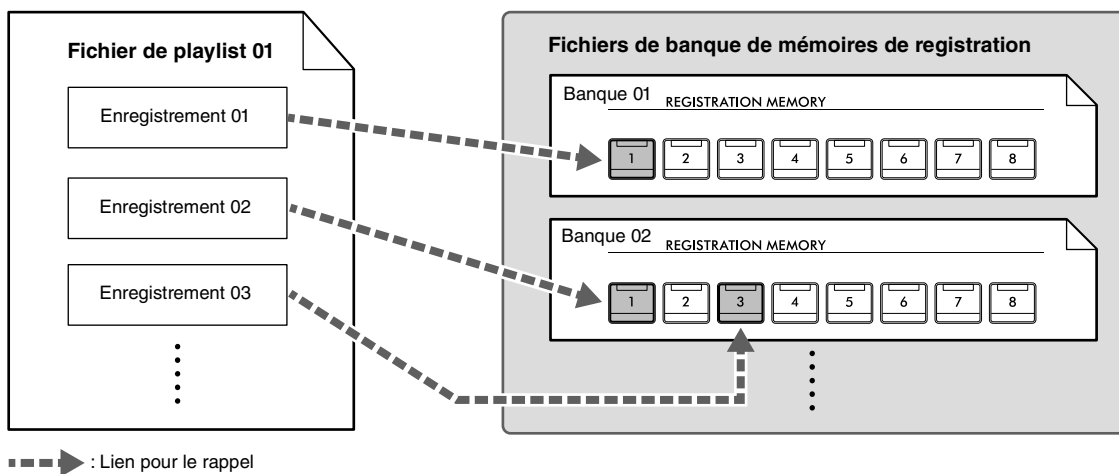 Fichier de playlist 01
Enregistrement 01
Enregistrement 02
Enregistrement 03
Fichiers de banque de mémoires de registration
Banque 01 REGISTRATION MEMORY
1 2 3 4 5 6 7 8
Banque 02 REGISTRATION MEMORY
1 2 3 4 5 6 7 8
: Lien pour le rappel